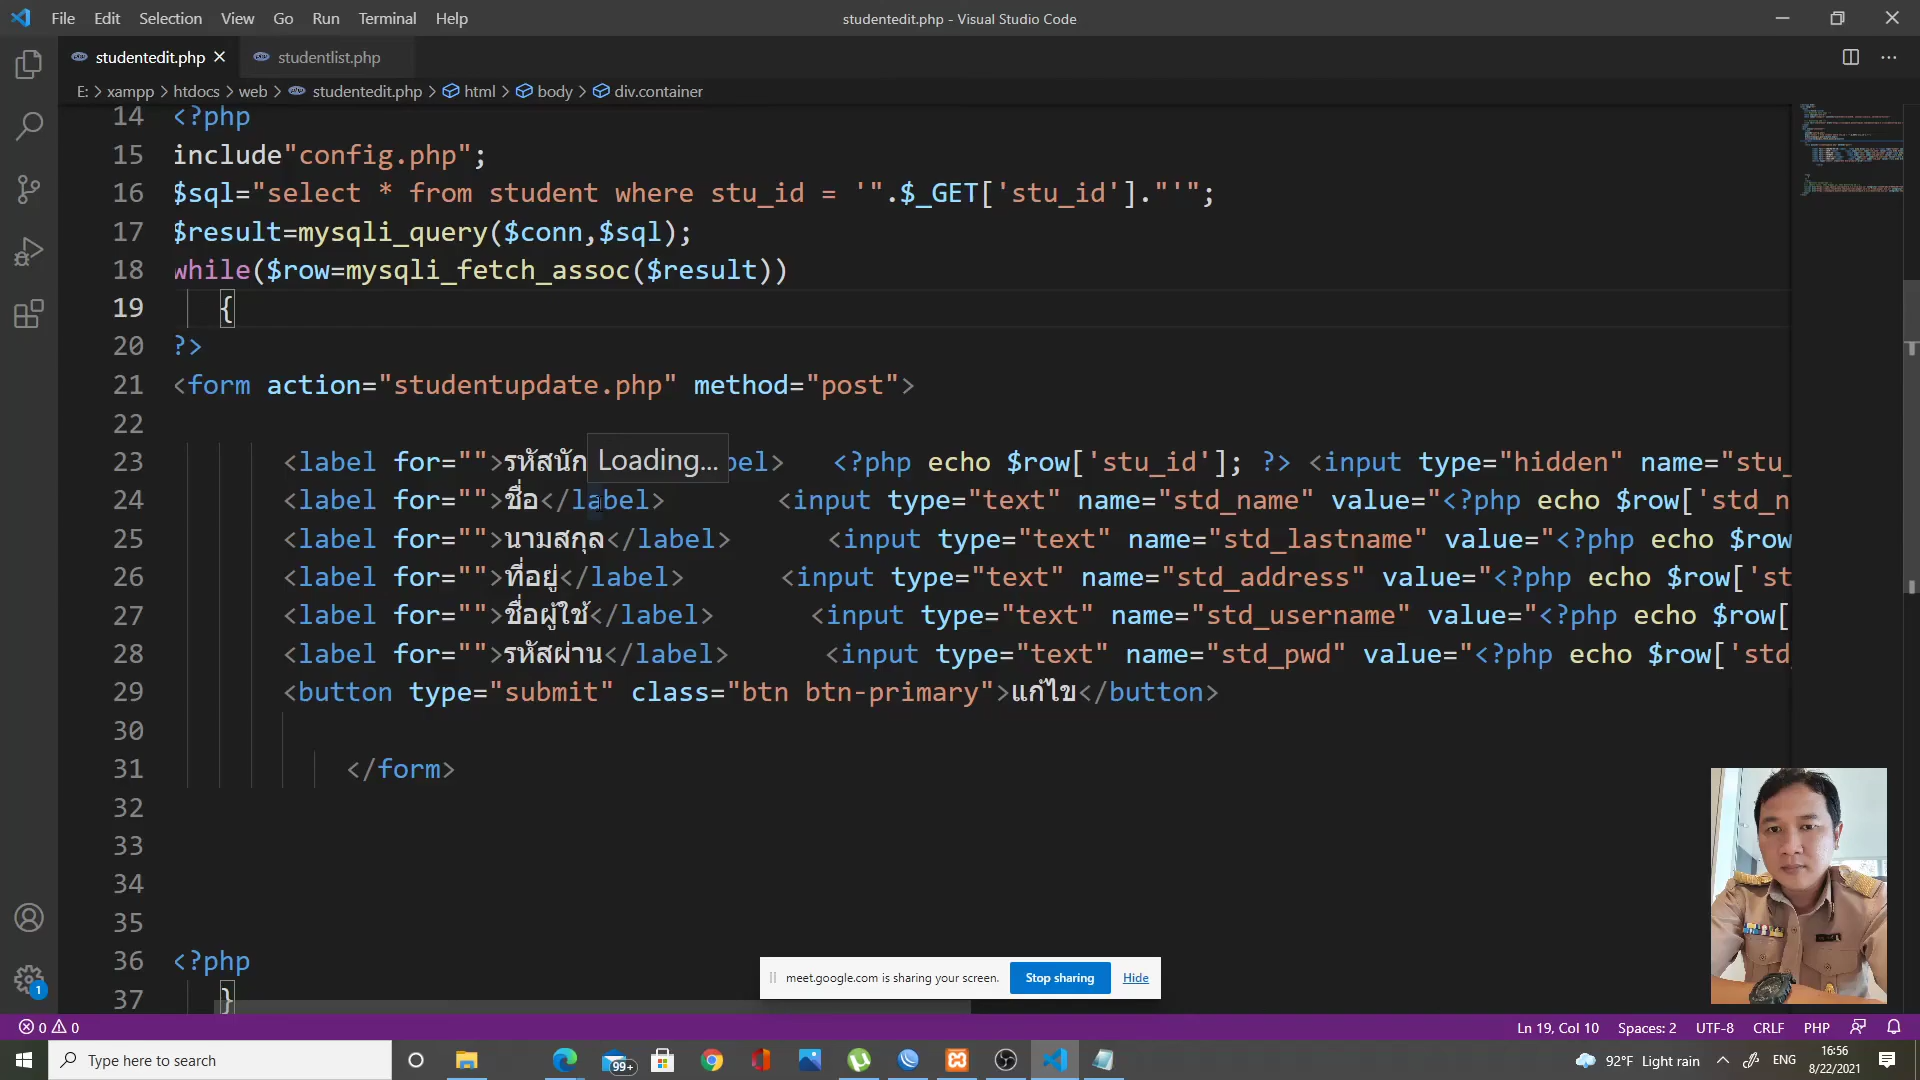 File Edit Selection View Go Run Terminal Help
studentedit.php - Visual Studio Code
studentedit.php studentlist.php
E: > xampp > htdocs > web > studentedit.php > html > body > div.container
14 <?php
15 include"config.php";
16 $sql="select * from student where stu_id = '".$_GET['stu_id']."'";
17 $result=mysqli_query($conn,$sql);
18 while($row=mysqli_fetch_assoc($result))
19 {
20 ?>
21 <form action="studentupdate.php" method="post">
22
23 <label for="">รหัสนัก Loading... bel> <?php echo $row['stu_id']; ?> <input type="hidden" name="stu_
24 <label for="">ชื่อ</label> <input type="text" name="std_name" value="<?php echo $row['std_n
25 <label for="">นามสกุล</label> <input type="text" name="std_lastname" value="<?php echo $row
26 <label for="">ที่อยู่</label> <input type="text" name="std_address" value="<?php echo $row['st
27 <label for="">ชื่อผู้ใช้</label> <input type="text" name="std_username" value="<?php echo $row[
28 <label for="">รหัสผ่าน</label> <input type="text" name="std_pwd" value="<?php echo $row['std
29 <button type="submit" class="btn btn-primary">แก้ไข</button>
30
31 </form>
32
33
34
35
36 <?php
37 }
meet.google.com is sharing your screen. Stop sharing Hide
1
0 0 Ln 19, Col 10 Spaces: 2 UTF-8 CRLF PHP
Type here to search 99+ 92°F Light rain ENG 16:56
8/22/2021